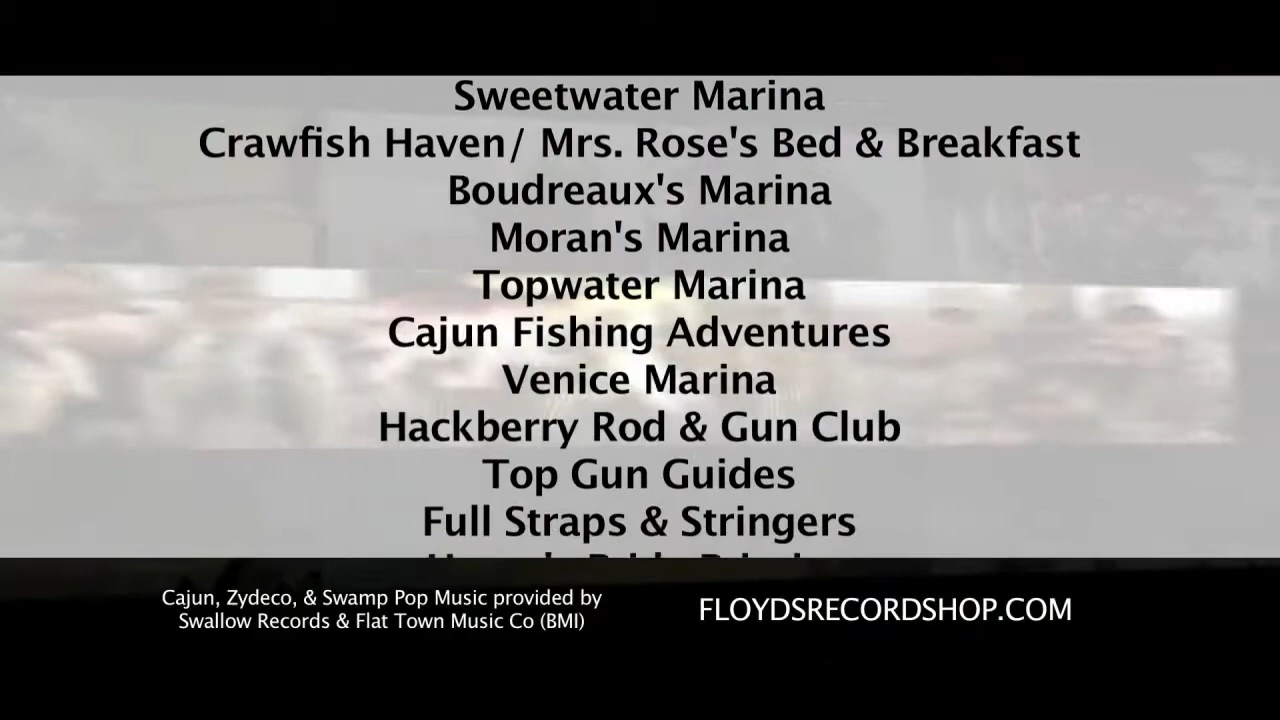 Sweetwater Marina
Crawfish Haven/ Mrs. Rose's Bed & Breakfast
Boudreaux's Marina
Moran's Marina
Topwater Marina
Cajun Fishing Adventures
Venice Marina
Hackberry Rod & Gun Club
Top Gun Guides
Full Straps & Stringers
Cajun, Zydeco, & Swamp Pop Music provided by
Swallow Records & Flat Town Music Co (BMI)
FLOYDSRECORDSHOP.COM